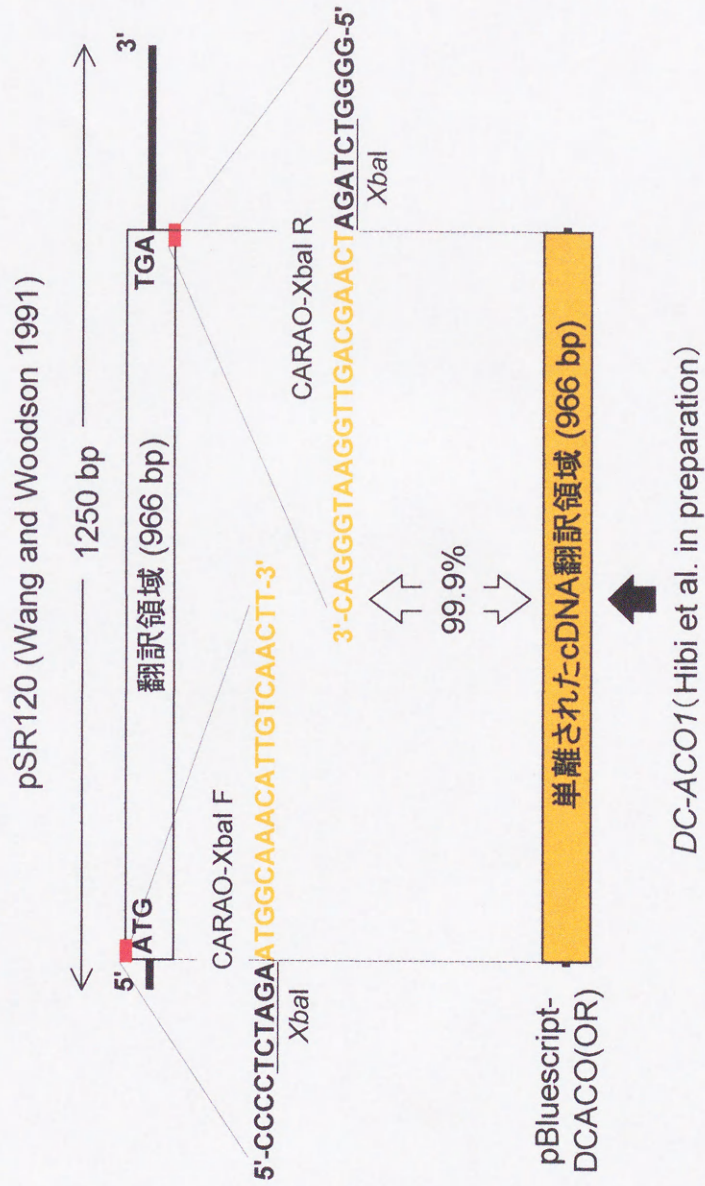 pSR120 (Wang and Woodson 1991)
1250 bp
5'
3'
ATG
翻訳領域 (966 bp)
TGA
CARAO-XbaI F
5'-CCCCTCTAGAATGGCAAACATTGTCAACTT-3'
XbaI
CARAO-XbaI R
3'-CAGGGTAAGGTTGACGAACTAGATCTGGGG-5'
XbaI
99.9%
pBluescript-
DCACO(OR)
単離されたcDNA翻訳領域 (966 bp)
DC-ACO1(Hibi et al. in preparation)